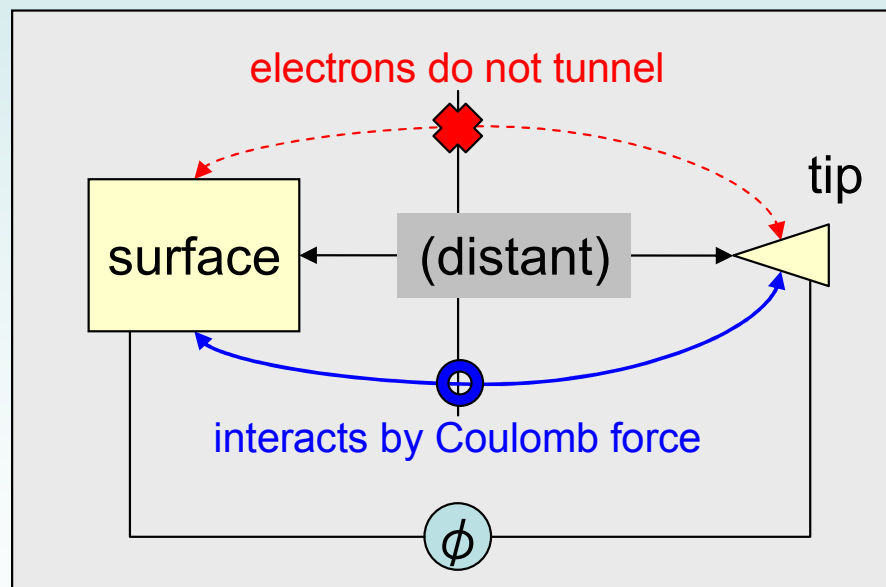 electrons do not tunnel
tip
surface
(distant)
interacts by Coulomb force
ϕ